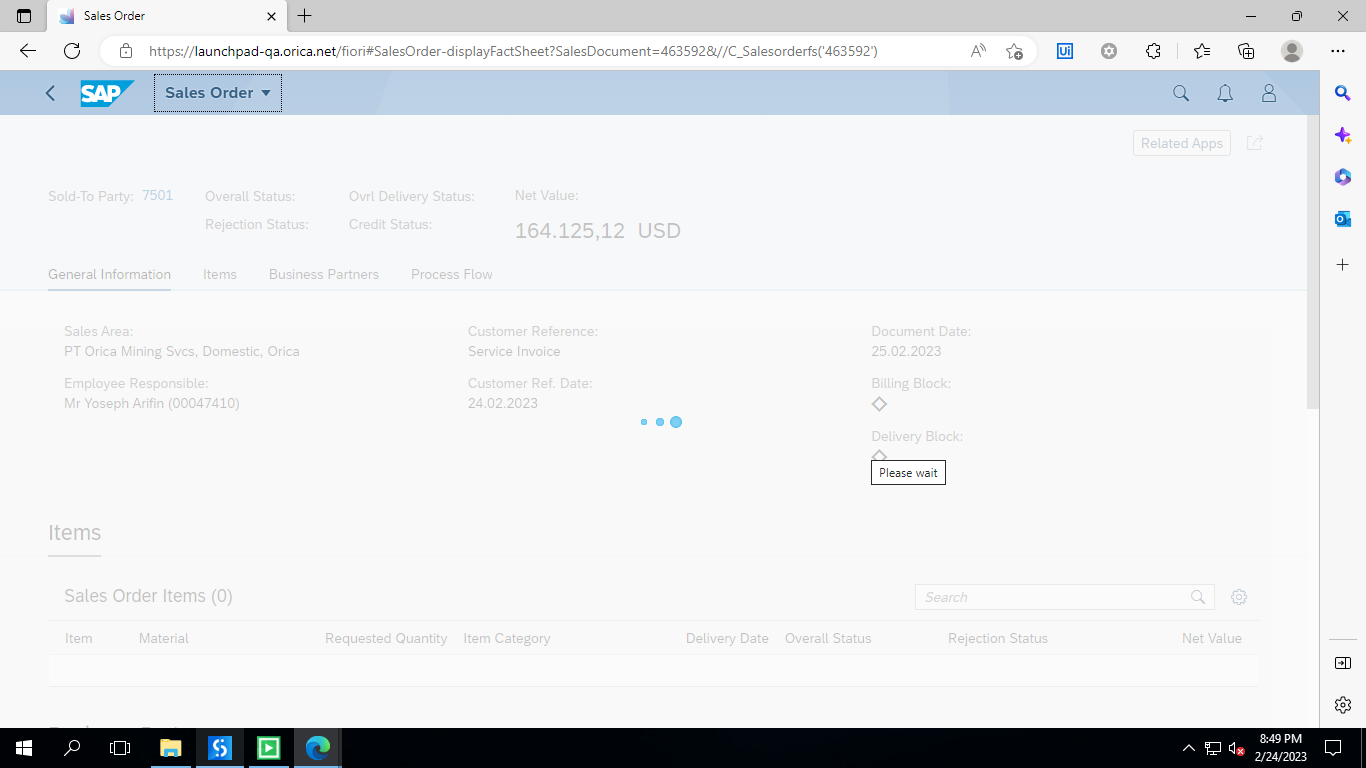 Sales Order
https://launchpad-qa.orica.net/fiori#SalesOrder-displayFactSheet?SalesDocument=463592&//C_Salesorderfs('463592')
SAP Sales Order
Related Apps
Sold-To Party: 7501 Overall Status: Ovrl Delivery Status: Net Value:
Rejection Status: Credit Status: 164.125,12 USD
General Information Items Business Partners Process Flow
Sales Area: Customer Reference: Document Date:
PT Orica Mining Svcs, Domestic, Orica Service Invoice 25.02.2023
Employee Responsible: Customer Ref. Date: Billing Block:
Mr Yoseph Arifin (00047410) 24.02.2023
Delivery Block:
Please wait
Items
Sales Order Items (0) Search
Item Material Requested Quantity Item Category Delivery Date Overall Status Rejection Status Net Value
8:49 PM
2/24/2023